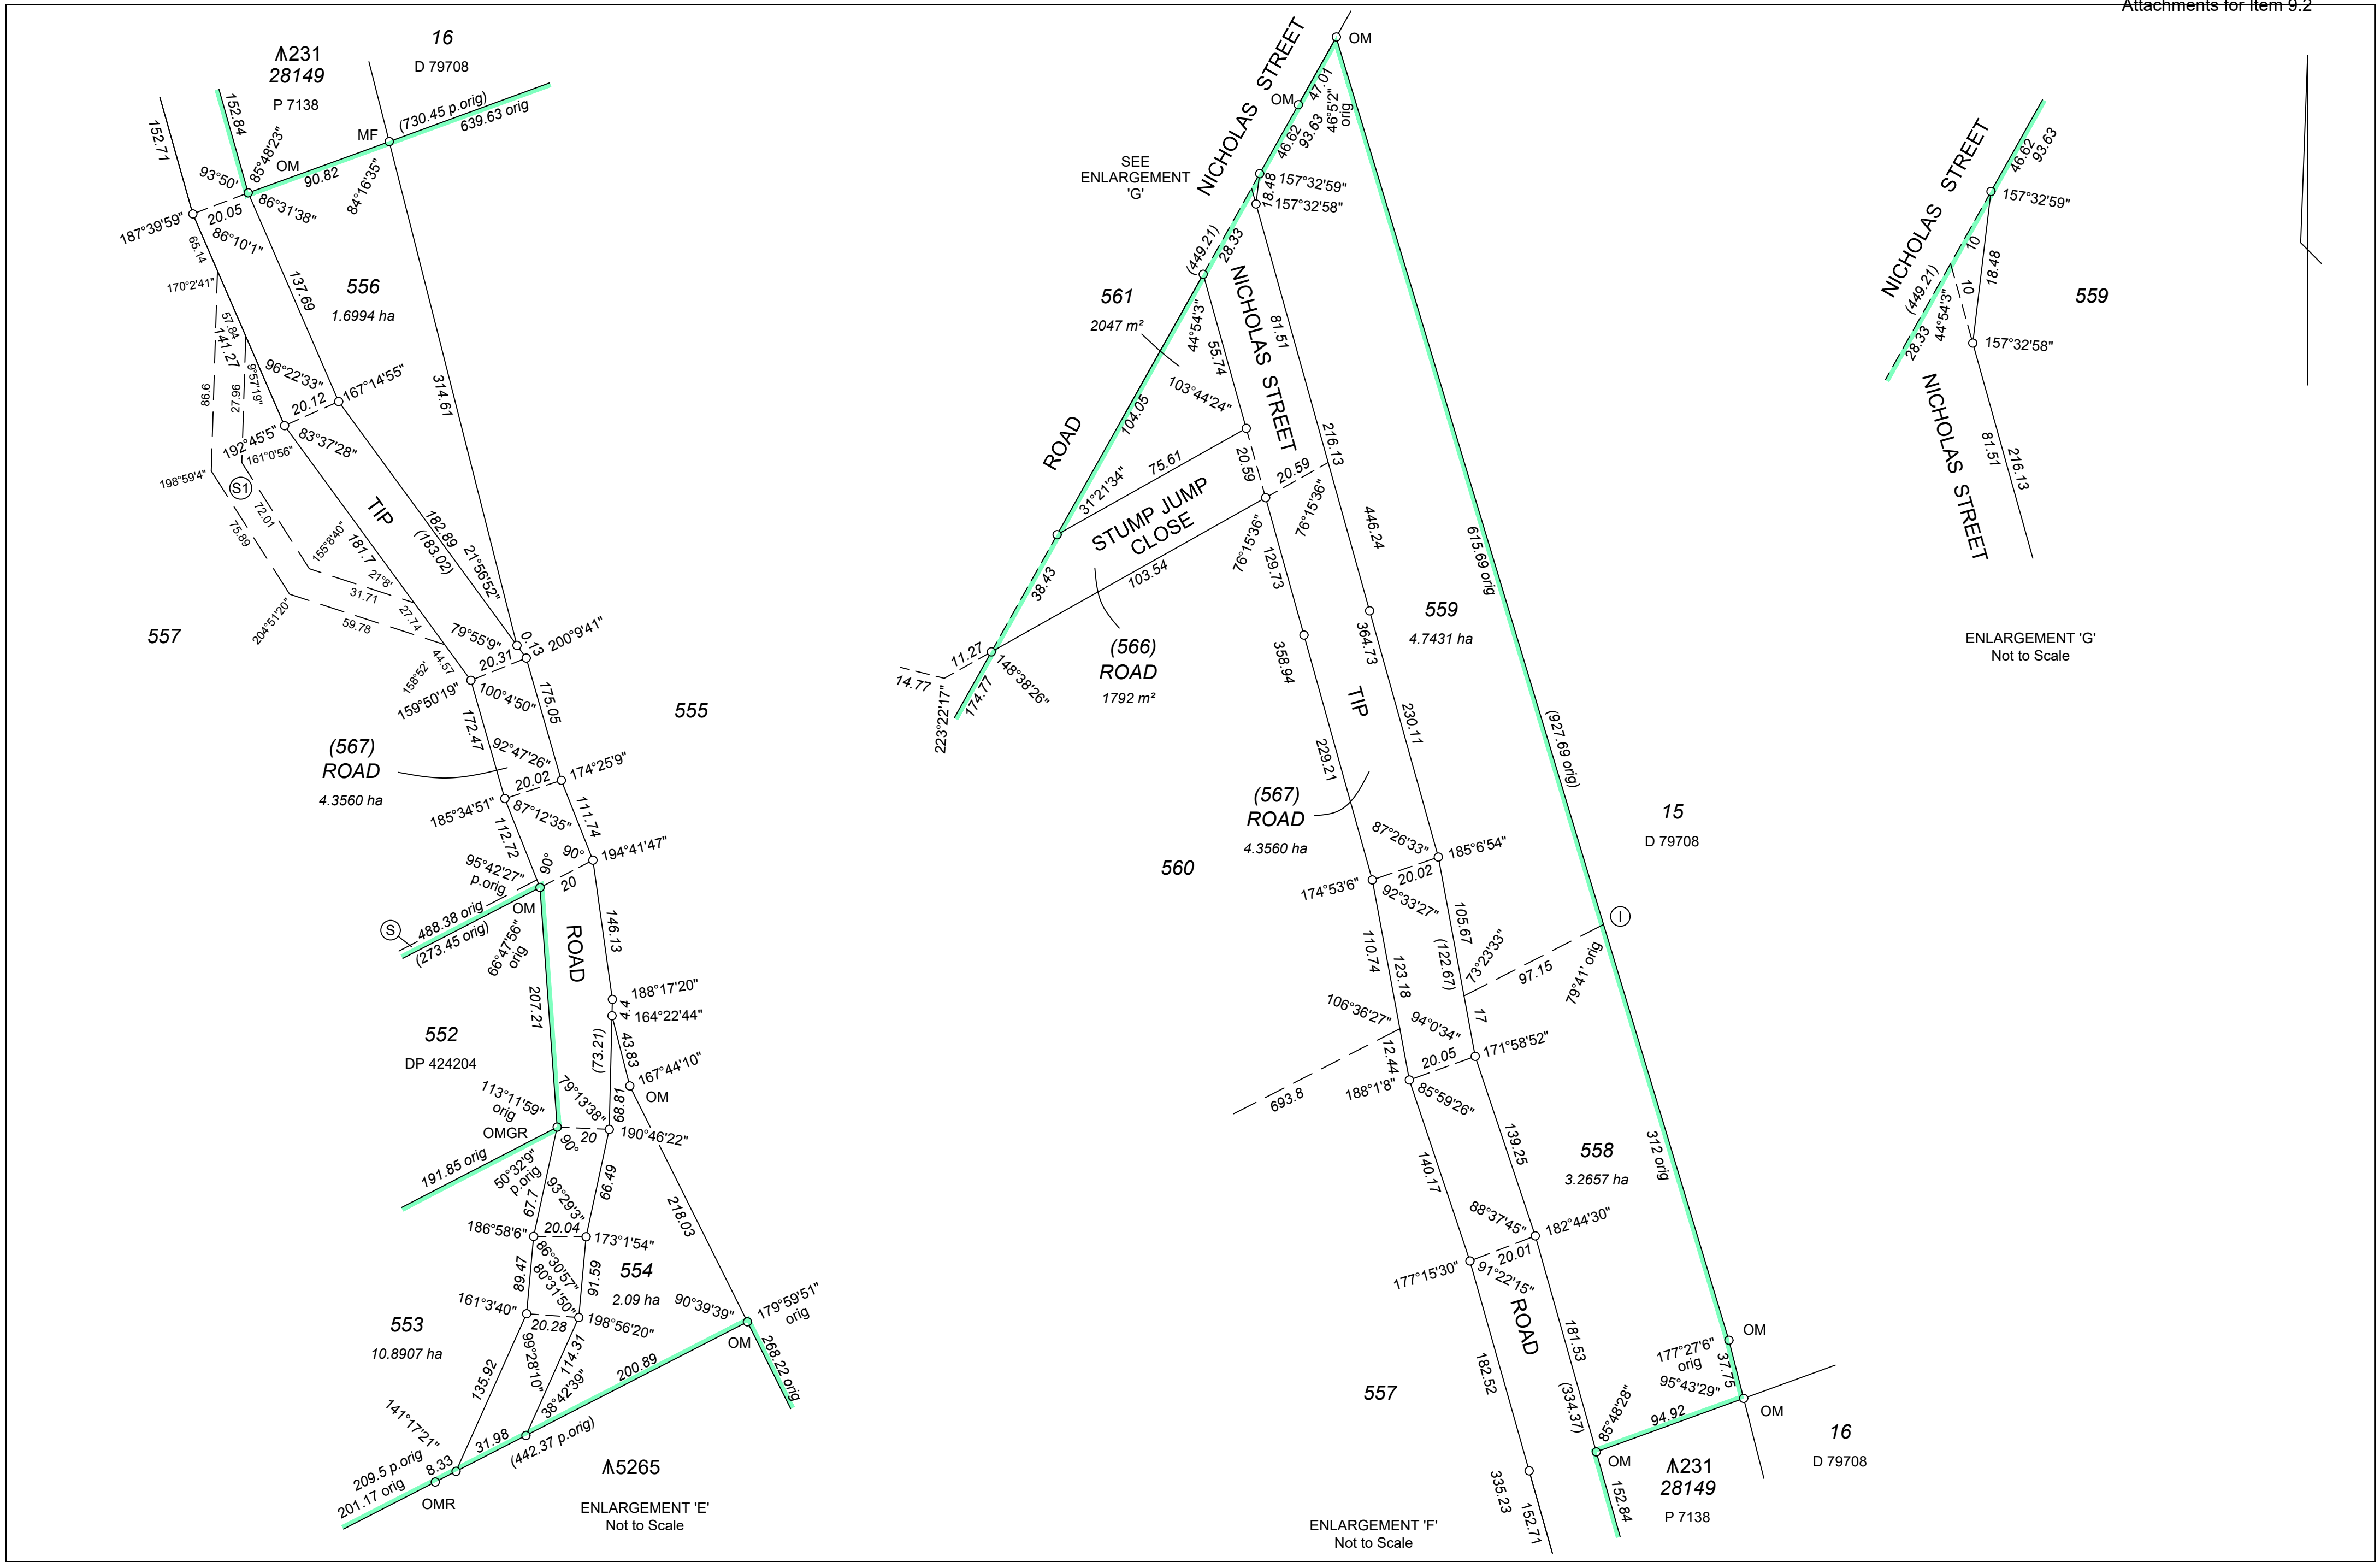 Attachments for Item 9.2
16
D 79708
231
28149
P 7138
152.84
152.71
(730.45 p.orig)
639.63 orig
MF
85°48'23"
OM
90.82
84°16'35"
93°50'
86°31'38"
187°39'59"
20.05
86°10'1"
65.14
170°2'41"
137.69
556
1.6994 ha
57.84
141.27
96°22'33"
9°57'19"
27.96
86.6
20.12
167°14'55"
314.61
192°45'5"
83°37'28"
161°0'56"
198°59'4"
S1
72.01
75.89
TIP
181.7
182.89
(183.02)
155°8'40"
21°8'
31.71
21°56'52"
27.74
204°51'20"
59.78
557
79°55'9"
0.13
200°9'41"
20.31
44.57
158°52'
159°50'19"
100°4'50"
175.05
172.47
555
(567)
ROAD
4.3560 ha
92°47'26"
20.02
174°25'9"
185°34'51"
87°12'35"
111.74
112.72
95°42'27"
p.orig
90°
90°
194°41'47"
20
S
488.38 orig
(273.45 orig)
OM
66°47'56"
orig
ROAD
146.13
207.21
188°17'20"
4.4
164°22'44"
552
DP 424204
(73.21)
43.83
167°44'10"
OM
113°11'59"
orig
79°13'38"
68.81
OMGR
20
190°46'22"
90°
191.85 orig
50°32'9"
p.orig
67.7
93°29'3"
66.49
218.03
186°58'6"
20.04
173°1'54"
86°30'57"
80°31'50"
89.47
91.59
554
2.09 ha
161°3'40"
20.28
198°56'20"
90°39'39"
179°59'51"
orig
OM
553
10.8907 ha
99°28'10"
114.31
135.92
38°42'39"
200.89
268.22 orig
141°17'21"
31.98
(442.37 p.orig)
8.33
209.5 p.orig
201.17 orig
OMR
5265
ENLARGEMENT 'E'
Not to Scale
NICHOLAS STREET
OM
47.01
OM
46°5'2"
orig
46.62
93.63
SEE
ENLARGEMENT
'G'
157°32'59"
18.48
157°32'58"
(449.21)
28.33
NICHOLAS STREET
561
2047 m²
44°54'3"
55.74
81.51
103°44'24"
104.05
ROAD
216.13
75.61
20.59
20.59
31°21'34"
STUMP JUMP
CLOSE
76°15'36"
76°15'36"
446.24
615.69 orig
38.43
103.54
129.73
559
4.7431 ha
364.73
(566)
ROAD
1792 m²
11.27
14.77
148°38'26"
174.77
223°22'17"
358.94
TIP
230.11
(927.69 orig)
229.21
(567)
ROAD
4.3560 ha
15
D 79708
560
87°26'33"
185°6'54"
174°53'6"
20.02
92°33'27"
105.67
I
110.74
123.18
(122.67)
73°23'33"
97.15
79°41' orig
106°36'27"
94°0'34"
17
12.44
20.05
171°58'52"
693.8
188°1'8"
85°59'26"
139.25
558
3.2657 ha
312 orig
140.17
88°37'45"
182°44'30"
20.01
177°15'30"
91°22'15"
ROAD
181.53
OM
177°27'6"
orig
37.75
95°43'29"
182.52
557
(334.37)
85°48'28"
94.92
OM
16
D 79708
OM
231
28149
P 7138
335.23
152.71
152.84
ENLARGEMENT 'F'
Not to Scale
NICHOLAS STREET
46.62
93.63
157°32'59"
10
18.48
(449.21)
10
559
44°54'3"
28.33
157°32'58"
NICHOLAS STREET
81.51
216.13
ENLARGEMENT 'G'
Not to Scale